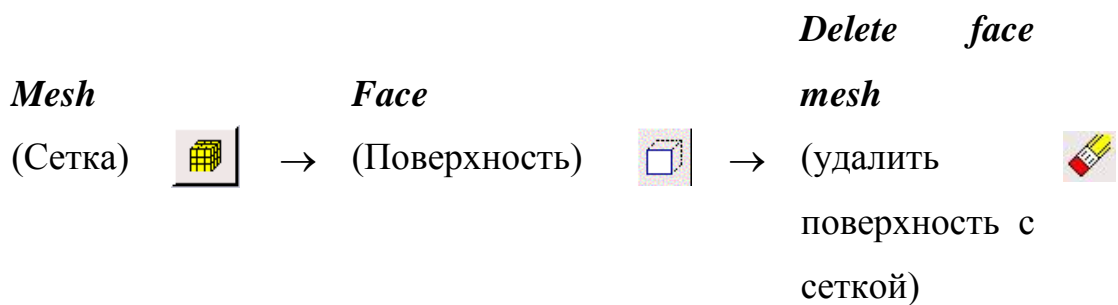 Delete face
Mesh Face mesh
(Сетка) → (Поверхность) → (удалить
поверхность с
сеткой)